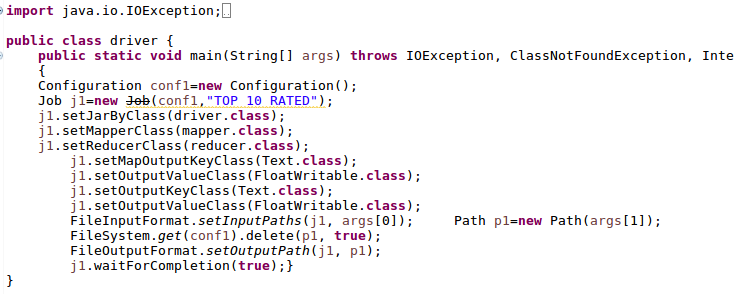 import java.io.IOException;
public class driver {
public static void main(String[] args) throws IOException, ClassNotFoundException, Inte
{
Configuration conf1=new Configuration();
Job j1=new Job(conf1,"TOP 10 RATED");
j1.setJarByClass(driver.class);
j1.setMapperClass(mapper.class);
j1.setReducerClass(reducer.class);
j1.setMapOutputKeyClass(Text.class);
j1.setOutputValueClass(FloatWritable.class);
j1.setOutputKeyClass(Text.class);
j1.setOutputValueClass(FloatWritable.class);
FileInputFormat.setInputPaths(j1, args[0]);     Path p1=new Path(args[1]);
FileSystem.get(conf1).delete(p1, true);
FileOutputFormat.setOutputPath(j1, p1);
j1.waitForCompletion(true);}
}